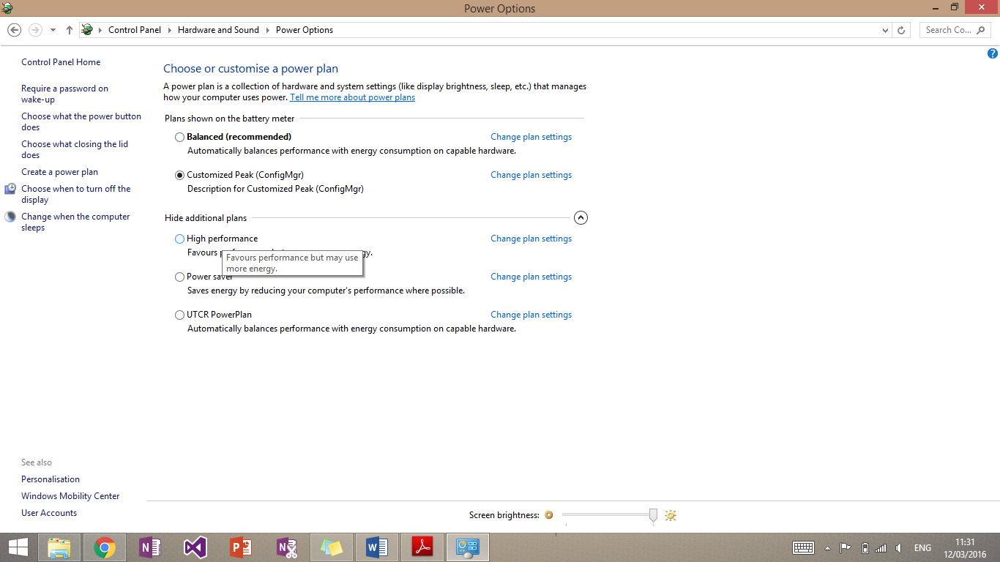 Power Options
Control Panel
Hardware and Sound
Power Options
Search Co...
Control Panel Home
Require a password on
wake-up
Choose what the power button
does
Choose what closing the lid
does
Create a power plan
Choose when to turn off the
display
Change when the computer
sleeps
Choose or customise a power plan
A power plan is a collection of hardware and system settings (like display brightness, sleep, etc.) that manages
how your computer uses power. Tell me more about power plans
Plans shown on the battery meter
Balanced (recommended) Change plan settings
Automatically balances performance with energy consumption on capable hardware.
Customized Peak (ConfigMgr) Change plan settings
Description for Customized Peak (ConfigMgr)
Hide additional plans
High performance Change plan settings
Favours
Favours performance but may use
more energy.
Power saver Change plan settings
Saves energy by reducing your computer's performance where possible.
UTCR PowerPlan Change plan settings
Automatically balances performance with energy consumption on capable hardware.
See also
Personalisation
Windows Mobility Center
User Accounts
Screen brightness:
ENG
11:31
12/03/2016